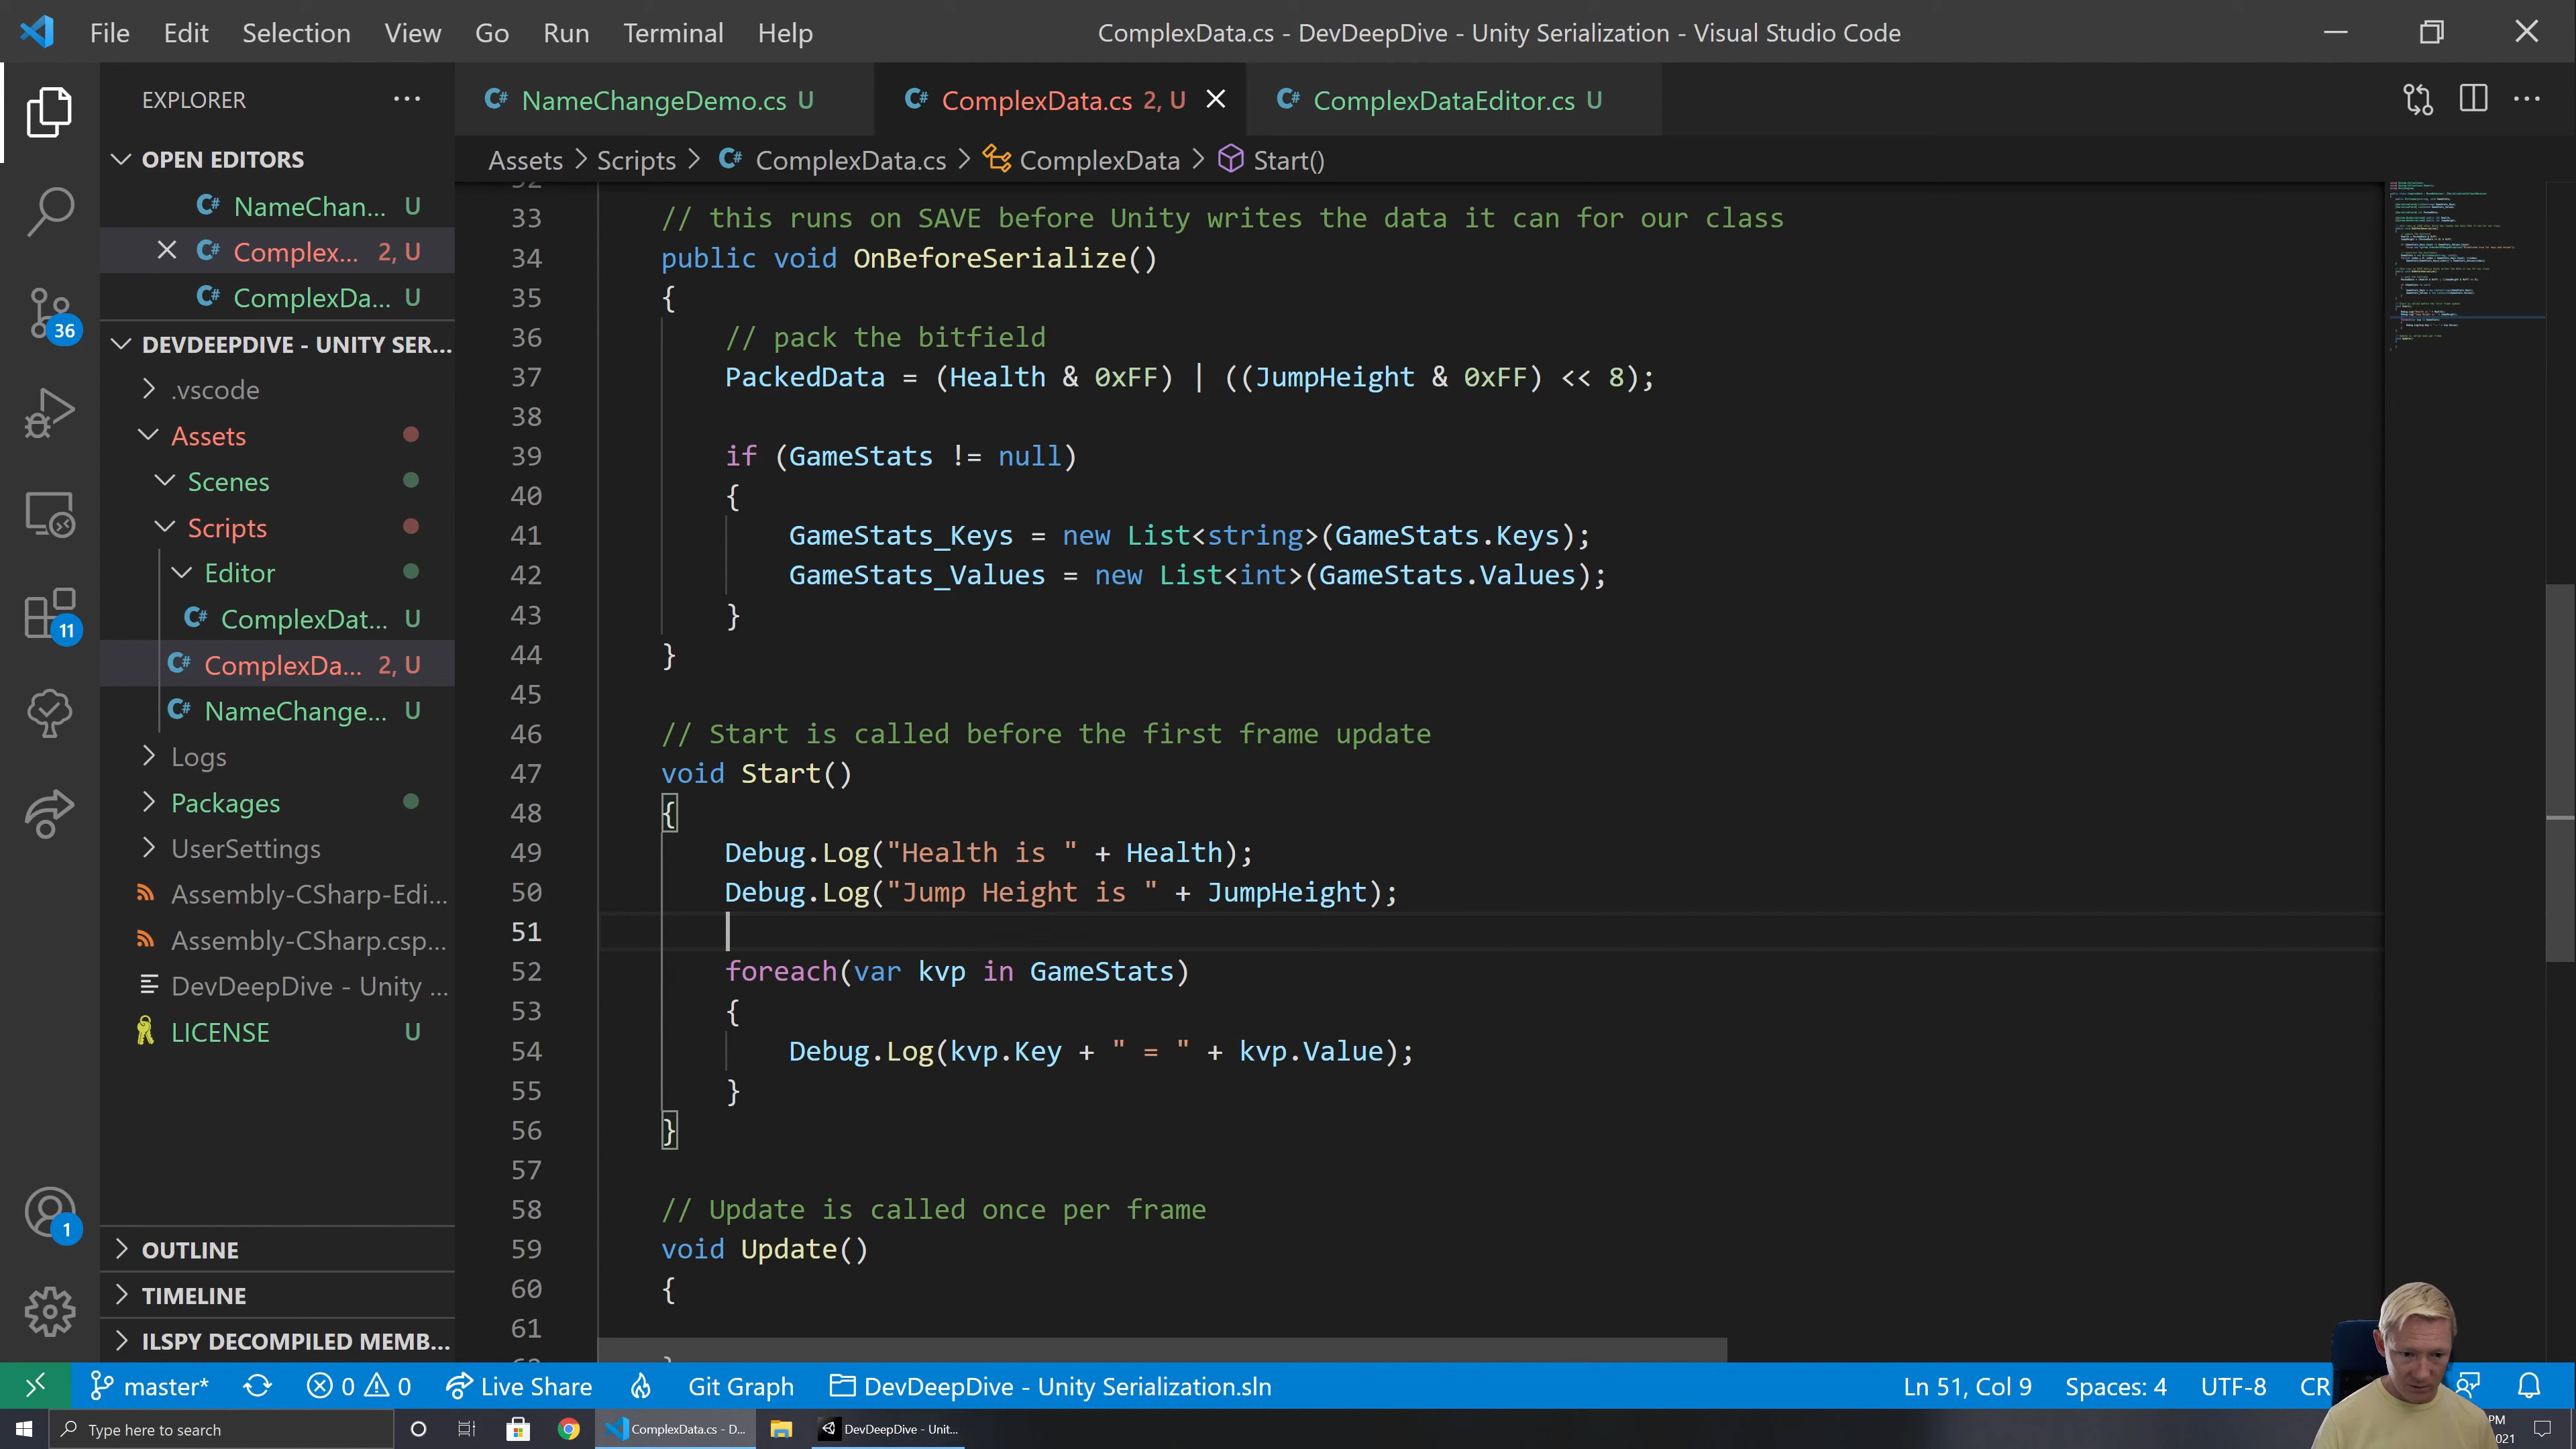 File Edit Selection View Go Run Terminal Help
ComplexData.cs - DevDeepDive - Unity Serialization - Visual Studio Code
EXPLORER
NameChangeDemo.cs U
ComplexData.cs 2, U
ComplexDataEditor.cs U
OPEN EDITORS
Assets > Scripts > ComplexData.cs > ComplexData > Start()
NameChan... U
Complex... 2, U
ComplexDa... U
DEVDEEPDIVE - UNITY SER...
.vscode
Assets
Scenes
Scripts
Editor
ComplexDat... U
ComplexDa... 2, U
NameChange... U
Logs
Packages
UserSettings
Assembly-CSharp-Edi...
Assembly-CSharp.csp...
DevDeepDive - Unity ...
LICENSE U
OUTLINE
TIMELINE
ILSPY DECOMPILED MEMB...
36
11
1
32
33 // this runs on SAVE before Unity writes the data it can for our class
34 public void OnBeforeSerialize()
35 {
36 // pack the bitfield
37 PackedData = (Health & 0xFF) | ((JumpHeight & 0xFF) << 8);
38
39 if (GameStats != null)
40 {
41 GameStats_Keys = new List<string>(GameStats.Keys);
42 GameStats_Values = new List<int>(GameStats.Values);
43 }
44 }
45
46 // Start is called before the first frame update
47 void Start()
48 {
49 Debug.Log("Health is " + Health);
50 Debug.Log("Jump Height is " + JumpHeight);
51
52 foreach(var kvp in GameStats)
53 {
54 Debug.Log(kvp.Key + " = " + kvp.Value);
55 }
56 }
57
58 // Update is called once per frame
59 void Update()
60 {
61
master* 0 0 Live Share Git Graph DevDeepDive - Unity Serialization.sln Ln 51, Col 9 Spaces: 4 UTF-8 CR
Type here to search ComplexData.cs - D... DevDeepDive - Unit... PM
021